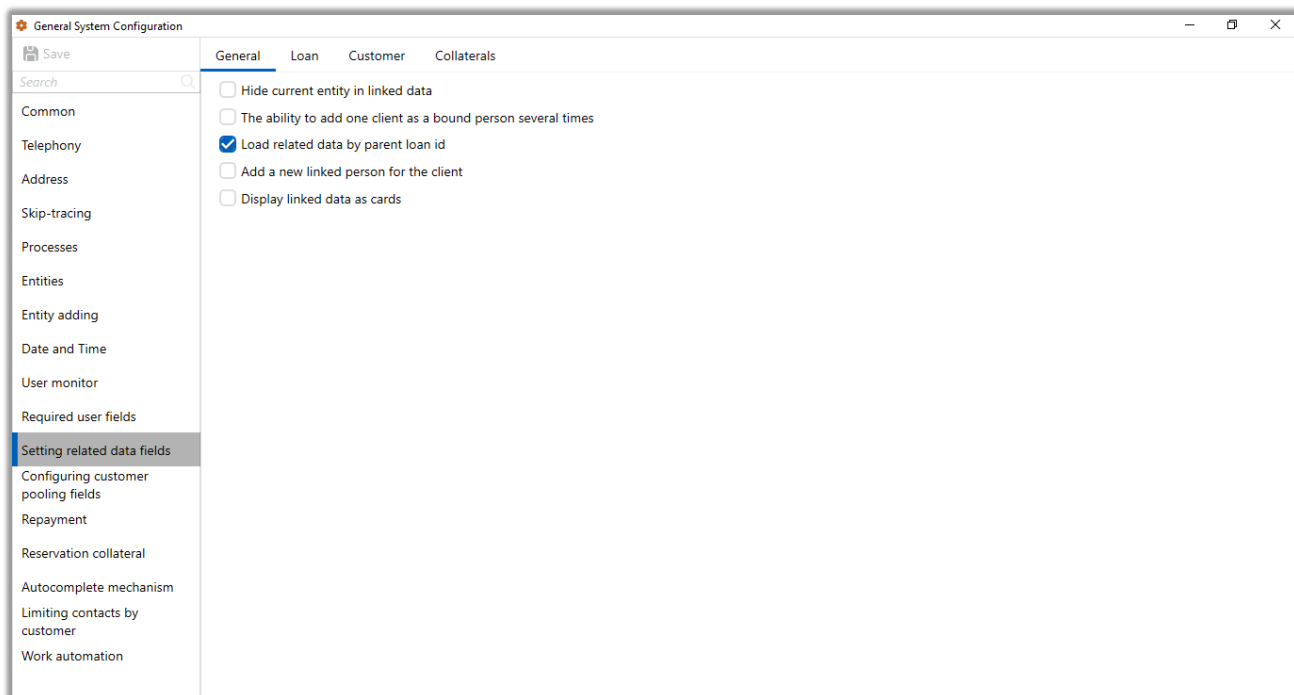 General System Configuration
Save
Search
Common
Telephony
Address
Skip-tracing
Processes
Entities
Entity adding
Date and Time
User monitor
Required user fields
Setting related data fields
Configuring customer
pooling fields
Repayment
Reservation collateral
Autocomplete mechanism
Limiting contacts by
customer
Work automation
General Loan Customer Collaterals
Hide current entity in linked data
The ability to add one client as a bound person several times
Load related data by parent loan id
Add a new linked person for the client
Display linked data as cards